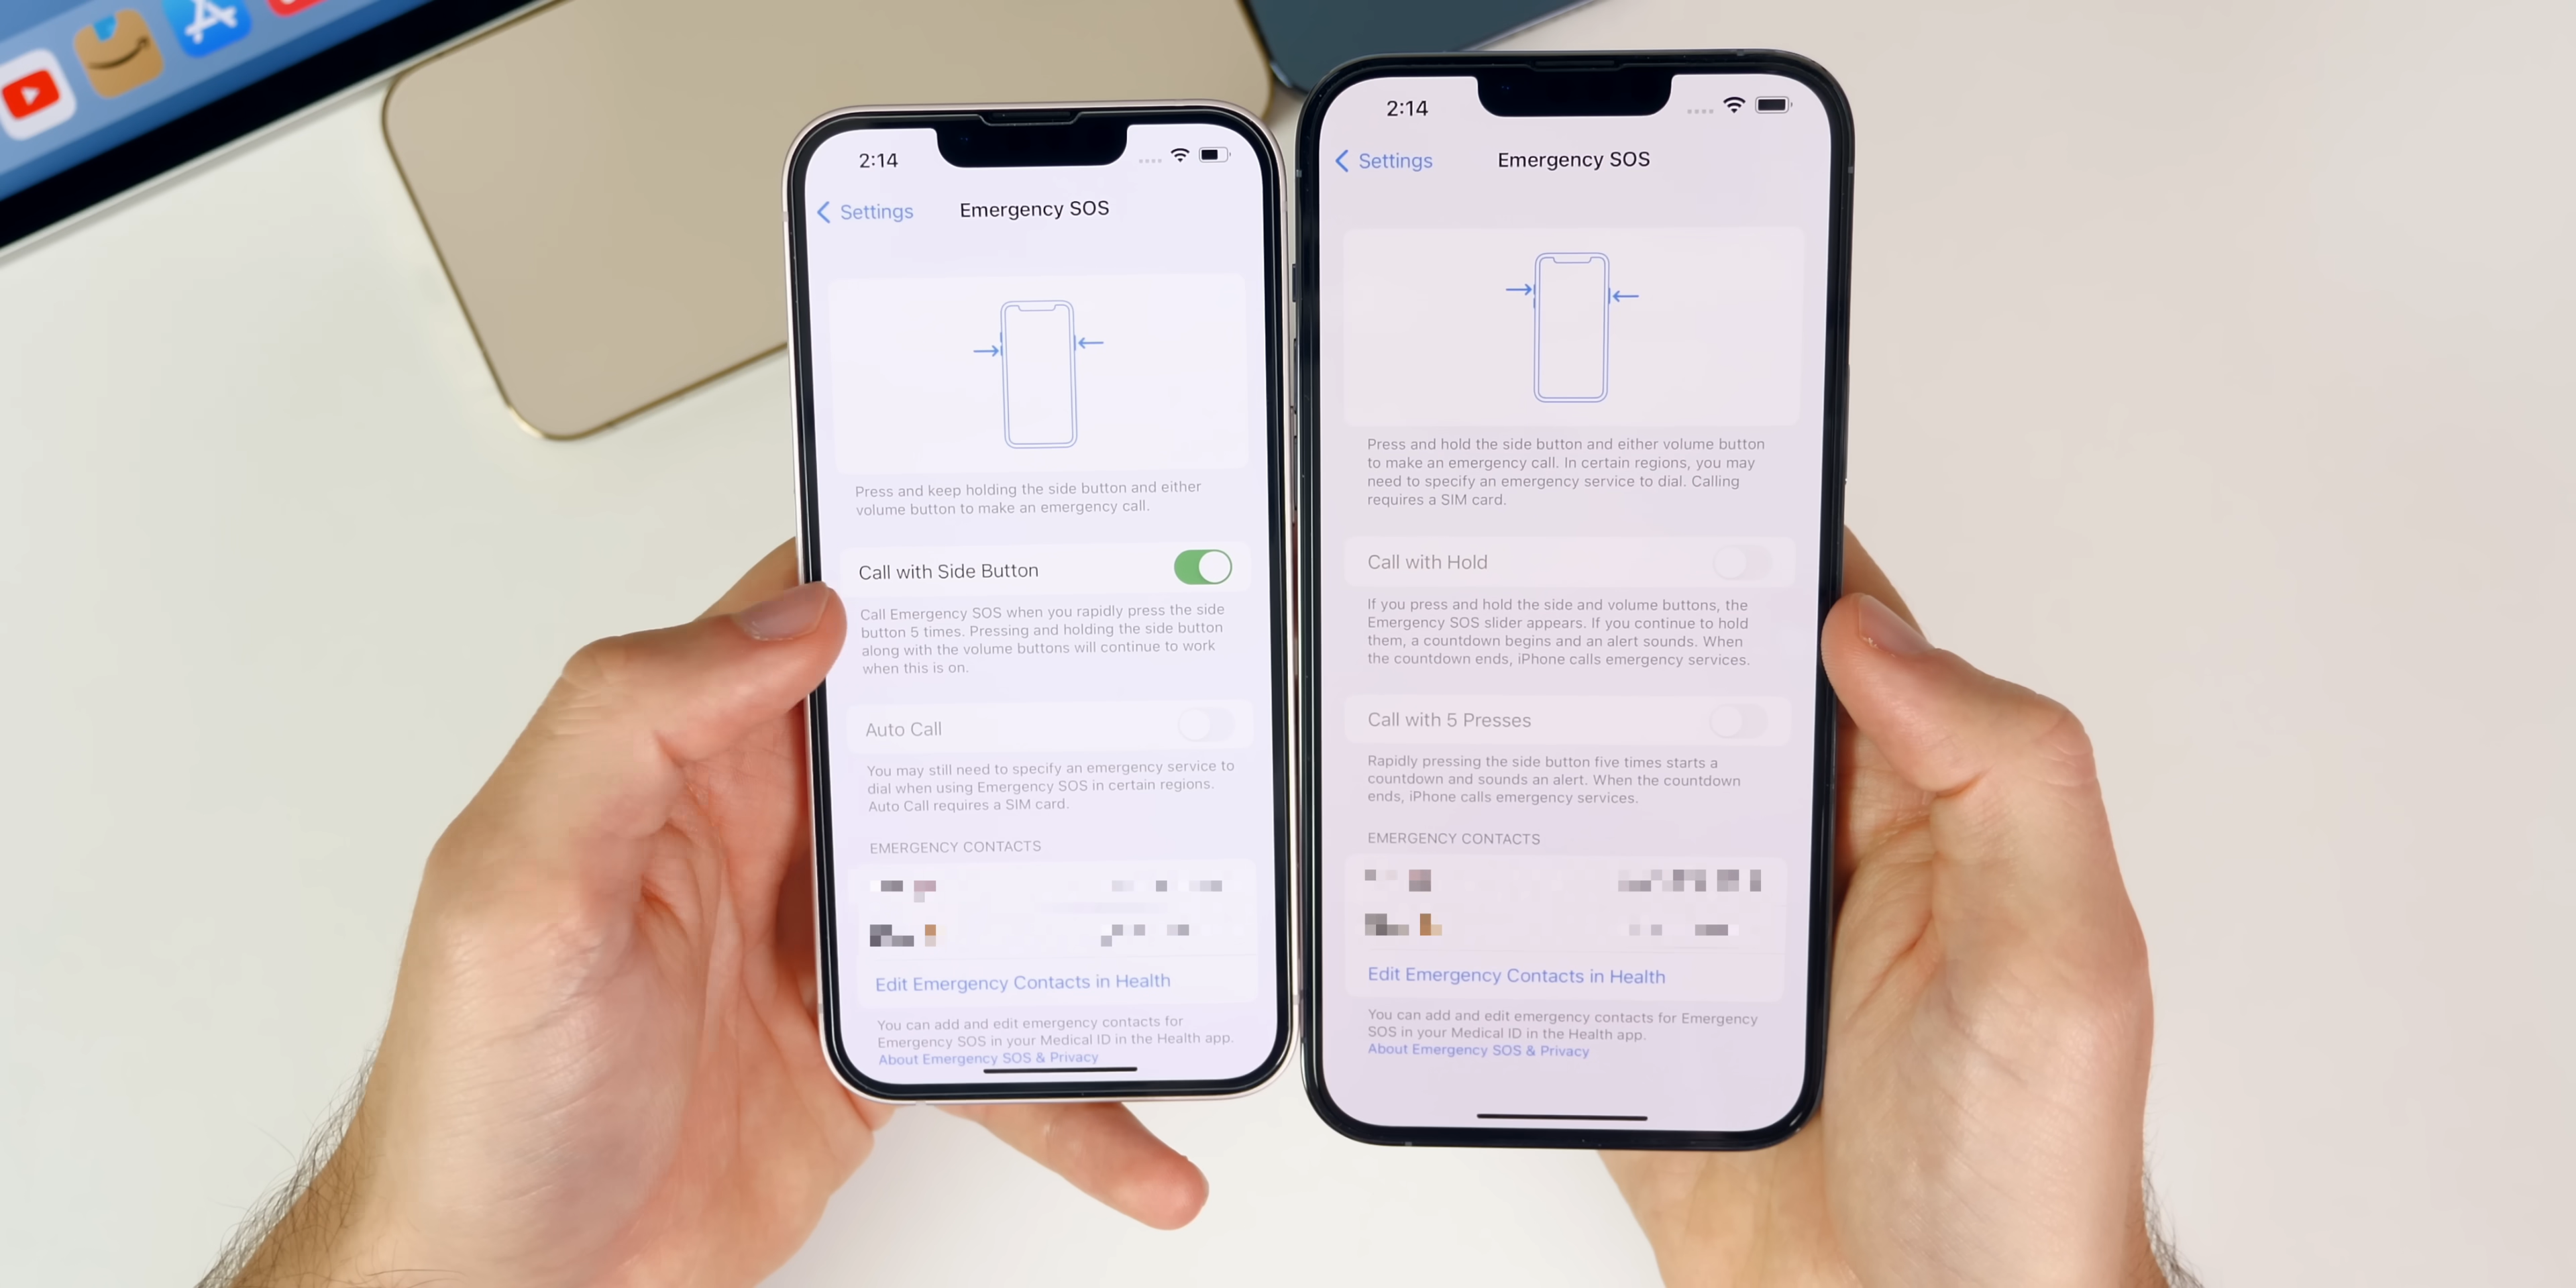 2:14
Settings
Emergency SOS
Press and keep holding the side button and either
volume button to make an emergency call.
Call with Side Button
Call Emergency SOS when you rapidly press the side
button 5 times. Pressing and holding the side button
along with the volume buttons will continue to work
when this is on.
Auto Call
You may still need to specify an emergency service to
dial when using Emergency SOS in certain regions.
Auto Call requires a SIM card.
EMERGENCY CONTACTS
Edit Emergency Contacts in Health
You can add and edit emergency contacts for
Emergency SOS in your Medical ID in the Health app.
About Emergency SOS & Privacy
2:14
Settings
Emergency SOS
Press and hold the side button and either volume button
to make an emergency call. In certain regions, you may
need to specify an emergency service to dial. Calling
requires a SIM card.
Call with Hold
If you press and hold the side and volume buttons, the
Emergency SOS slider appears. If you continue to hold
them, a countdown begins and an alert sounds. When
the countdown ends, iPhone calls emergency services.
Call with 5 Presses
Rapidly pressing the side button five times starts a
countdown and sounds an alert. When the countdown
ends, iPhone calls emergency services.
EMERGENCY CONTACTS
Edit Emergency Contacts in Health
You can add and edit emergency contacts for Emergency
SOS in your Medical ID in the Health app.
About Emergency SOS & Privacy